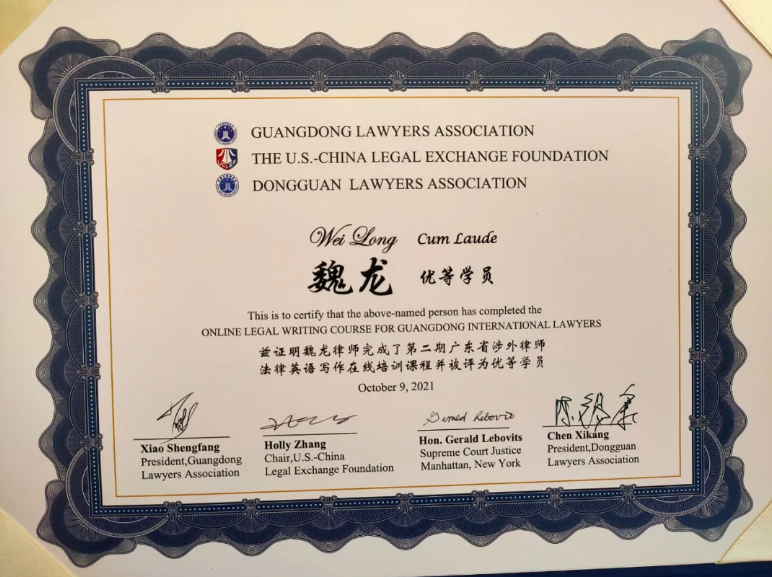 GUANGDONG LAWYERS ASSOCIATION
THE U.S.-CHINA LEGAL EXCHANGE FOUNDATION
DONGGUAN LAWYERS ASSOCIATION
Wei Long Cum Laude
魏龙 优等学员
This is to certify that the above-named person has completed the
ONLINE LEGAL WRITING COURSE FOR GUANGDONG INTERNATIONAL LAWYERS
兹证明魏龙律师完成了第二期广东省涉外律师
法律英语写作在线培训课程并被评为优等学员
October 9, 2021
Xiao Shengfang
President,Guangdong
Lawyers Association
Holly Zhang
Chair,U.S.-China
Legal Exchange Foundation
Hon. Gerald Lebovits
Supreme Court Justice
Manhattan, New York
Chen Xikang
President,Dongguan
Lawyers Association